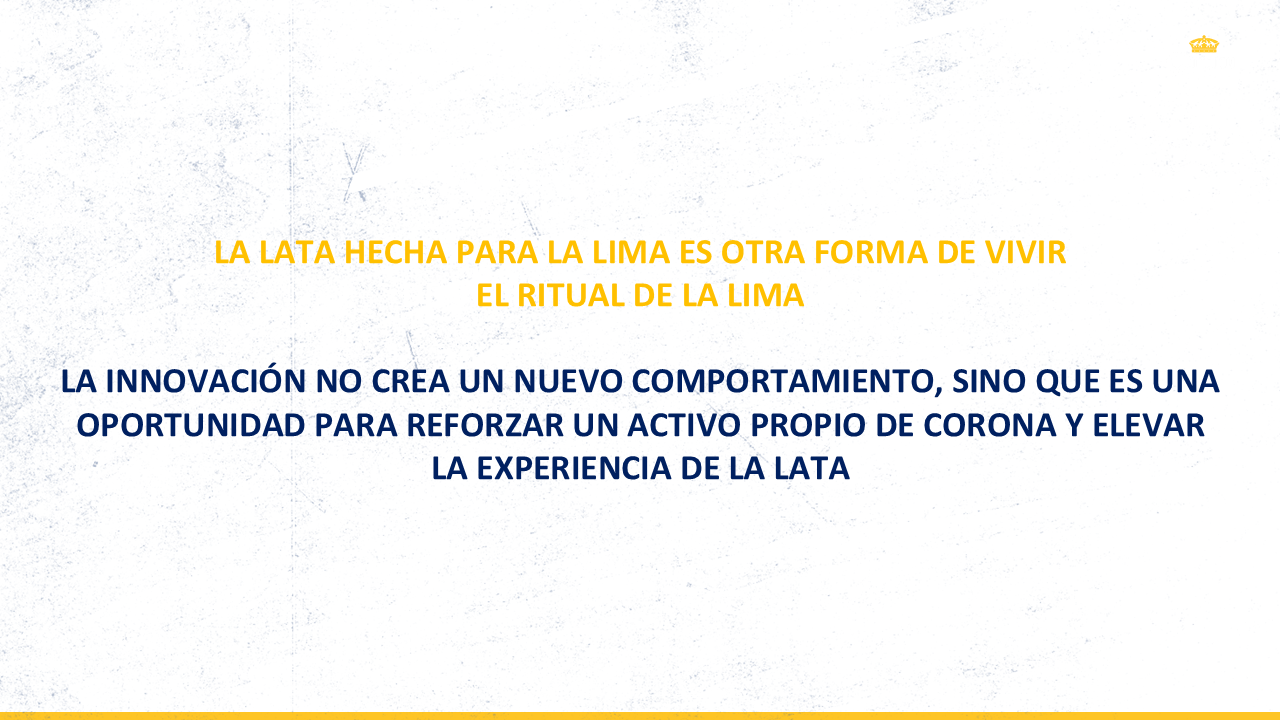 LA LATA HECHA PARA LA LIMA ES OTRA FORMA DE VIVIR
EL RITUAL DE LA LIMA
LA INNOVACIÓN NO CREA UN NUEVO COMPORTAMIENTO, SINO QUE ES UNA
OPORTUNIDAD PARA REFORZAR UN ACTIVO PROPIO DE CORONA Y ELEVAR
LA EXPERIENCIA DE LA LATA